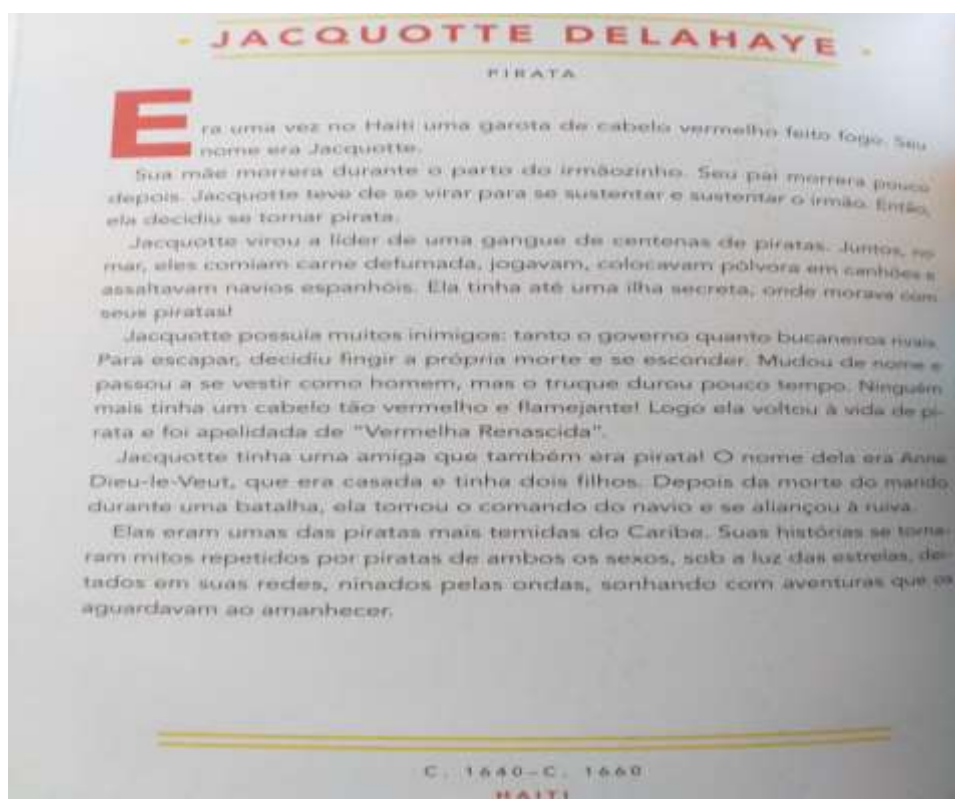 JACQUOTTE DELAHAYE
PIRATA
Era uma vez no Haiti uma garota de cabelo vermelho feito fogo. Seu
nome era Jacquotte.
Sua mãe morrera durante o parto do irmãozinho. Seu pai morrera pouco
depois. Jacquotte teve de se virar para se sustentar e sustentar o irmão. Então,
ela decidiu se tornar pirata.
Jacquotte virou a líder de uma gangue de centenas de piratas. Juntos, no
mar, eles comiam carne defumada, jogavam, colocavam pólvora em canhões e
assaltavam navios espanhóis. Ela tinha até uma ilha secreta, onde morava com
seus piratas!
Jacquotte possuía muitos inimigos: tanto o governo quanto bucaneiros rivais.
Para escapar, decidiu fingir a própria morte e se esconder. Mudou de nome e
passou a se vestir como homem, mas o truque durou pouco tempo. Ninguém
mais tinha um cabelo tão vermelho e flamejante! Logo ela voltou à vida de pi-
rata e foi apelidada de "Vermelha Renascida".
Jacquotte tinha uma amiga que também era pirata! O nome dela era Anne
Dieu-le-Veut, que era casada e tinha dois filhos. Depois da morte do marido
durante uma batalha, ela tomou o comando do navio e se aliançou à ruiva.
Elas eram umas das piratas mais temidas do Caribe. Suas histórias se torna-
ram mitos repetidos por piratas de ambos os sexos, sob a luz das estrelas, dei-
tados em suas redes, ninados pelas ondas, sonhando com aventuras que os
aguardavam ao amanhecer.
C. 1640–C. 1660
HAITI